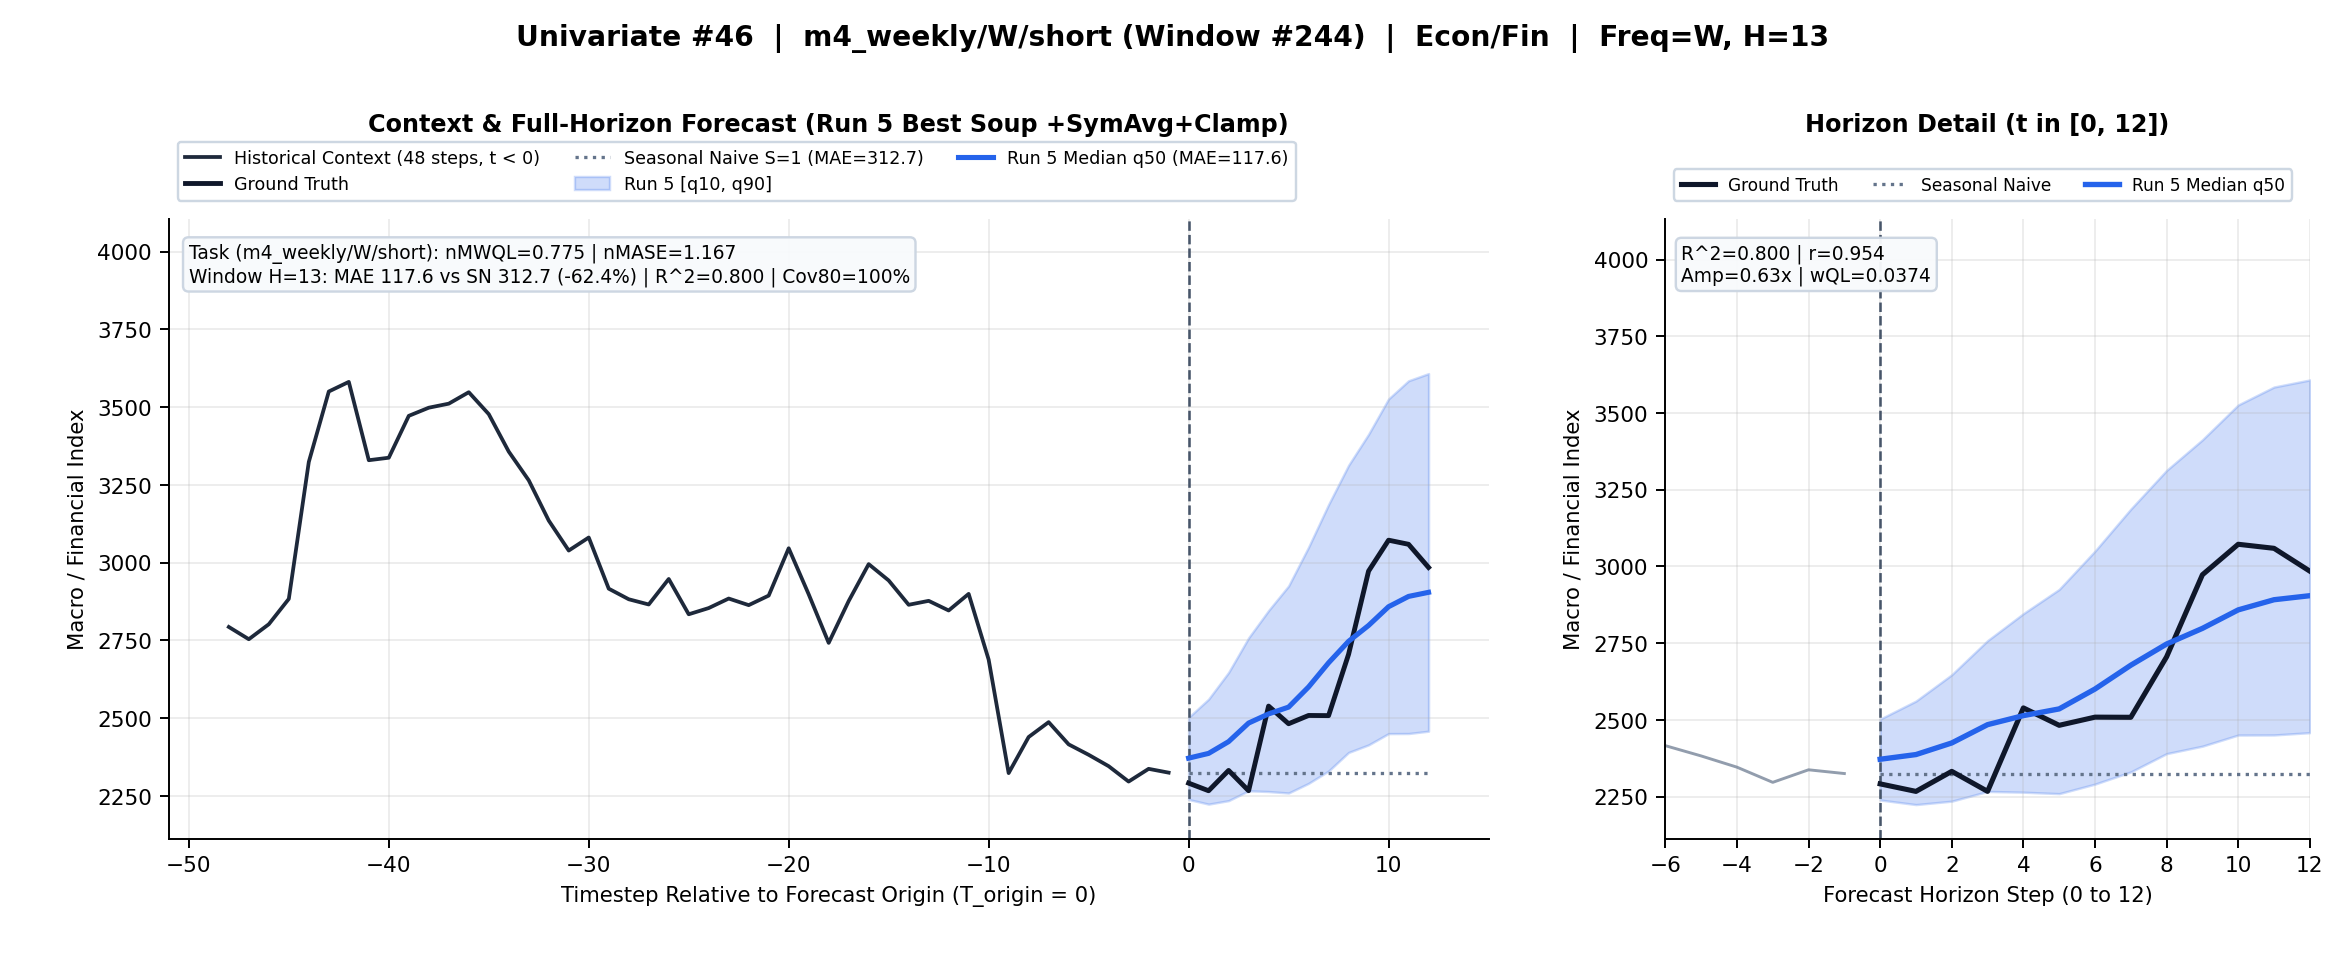 Univariate #46 | m4_weekly/W/short (Window #244) | Econ/Fin | Freq=W, H=13
Context & Full-Horizon Forecast (Run 5 Best Soup +SymAvg+Clamp)
Historical Context (48 steps, t < 0)
Ground Truth
Seasonal Naive S=1 (MAE=312.7)
Run 5 [q10, q90]
Run 5 Median q50 (MAE=117.6)
Task (m4_weekly/W/short): nMWQL=0.775 | nMASE=1.167
Window H=13: MAE 117.6 vs SN 312.7 (-62.4%) | R^2=0.800 | Cov80=100%
4000
3750
3500
3250
3000
2750
2500
2250
Macro / Financial Index
−50
−40
−30
−20
−10
0
10
Timestep Relative to Forecast Origin (T_origin = 0)
Horizon Detail (t in [0, 12])
Ground Truth
Seasonal Naive
Run 5 Median q50
R^2=0.800 | r=0.954
Amp=0.63x | wQL=0.0374
4000
3750
3500
3250
3000
2750
2500
2250
Macro / Financial Index
−6
−4
−2
0
2
4
6
8
10
12
Forecast Horizon Step (0 to 12)